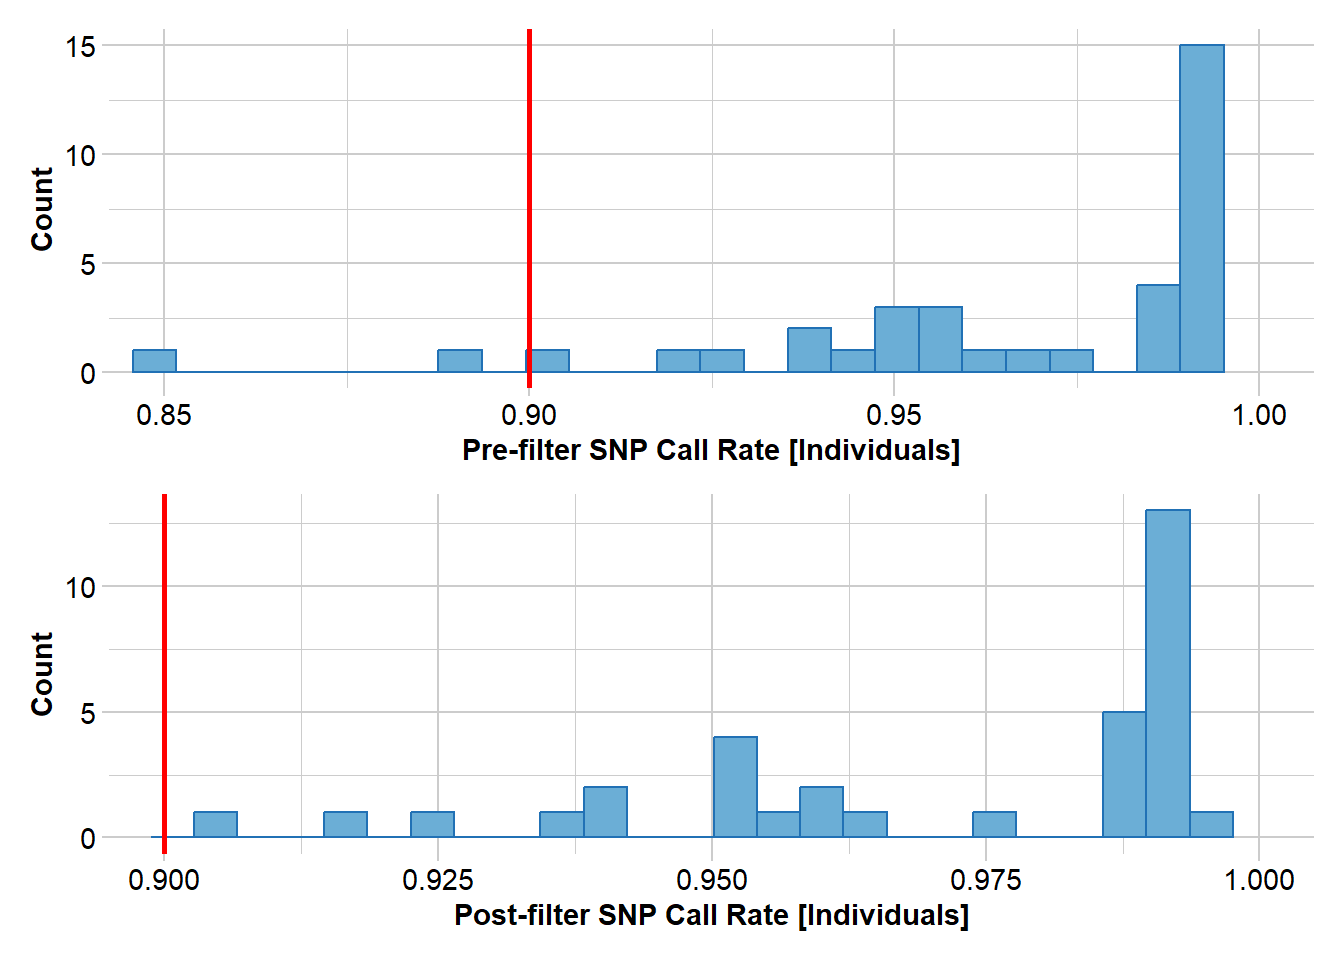 15
10
5
0
Count
0.85 0.90 0.95 1.00
Pre-filter SNP Call Rate [Individuals]
10
5
0
Count
0.900 0.925 0.950 0.975 1.000
Post-filter SNP Call Rate [Individuals]